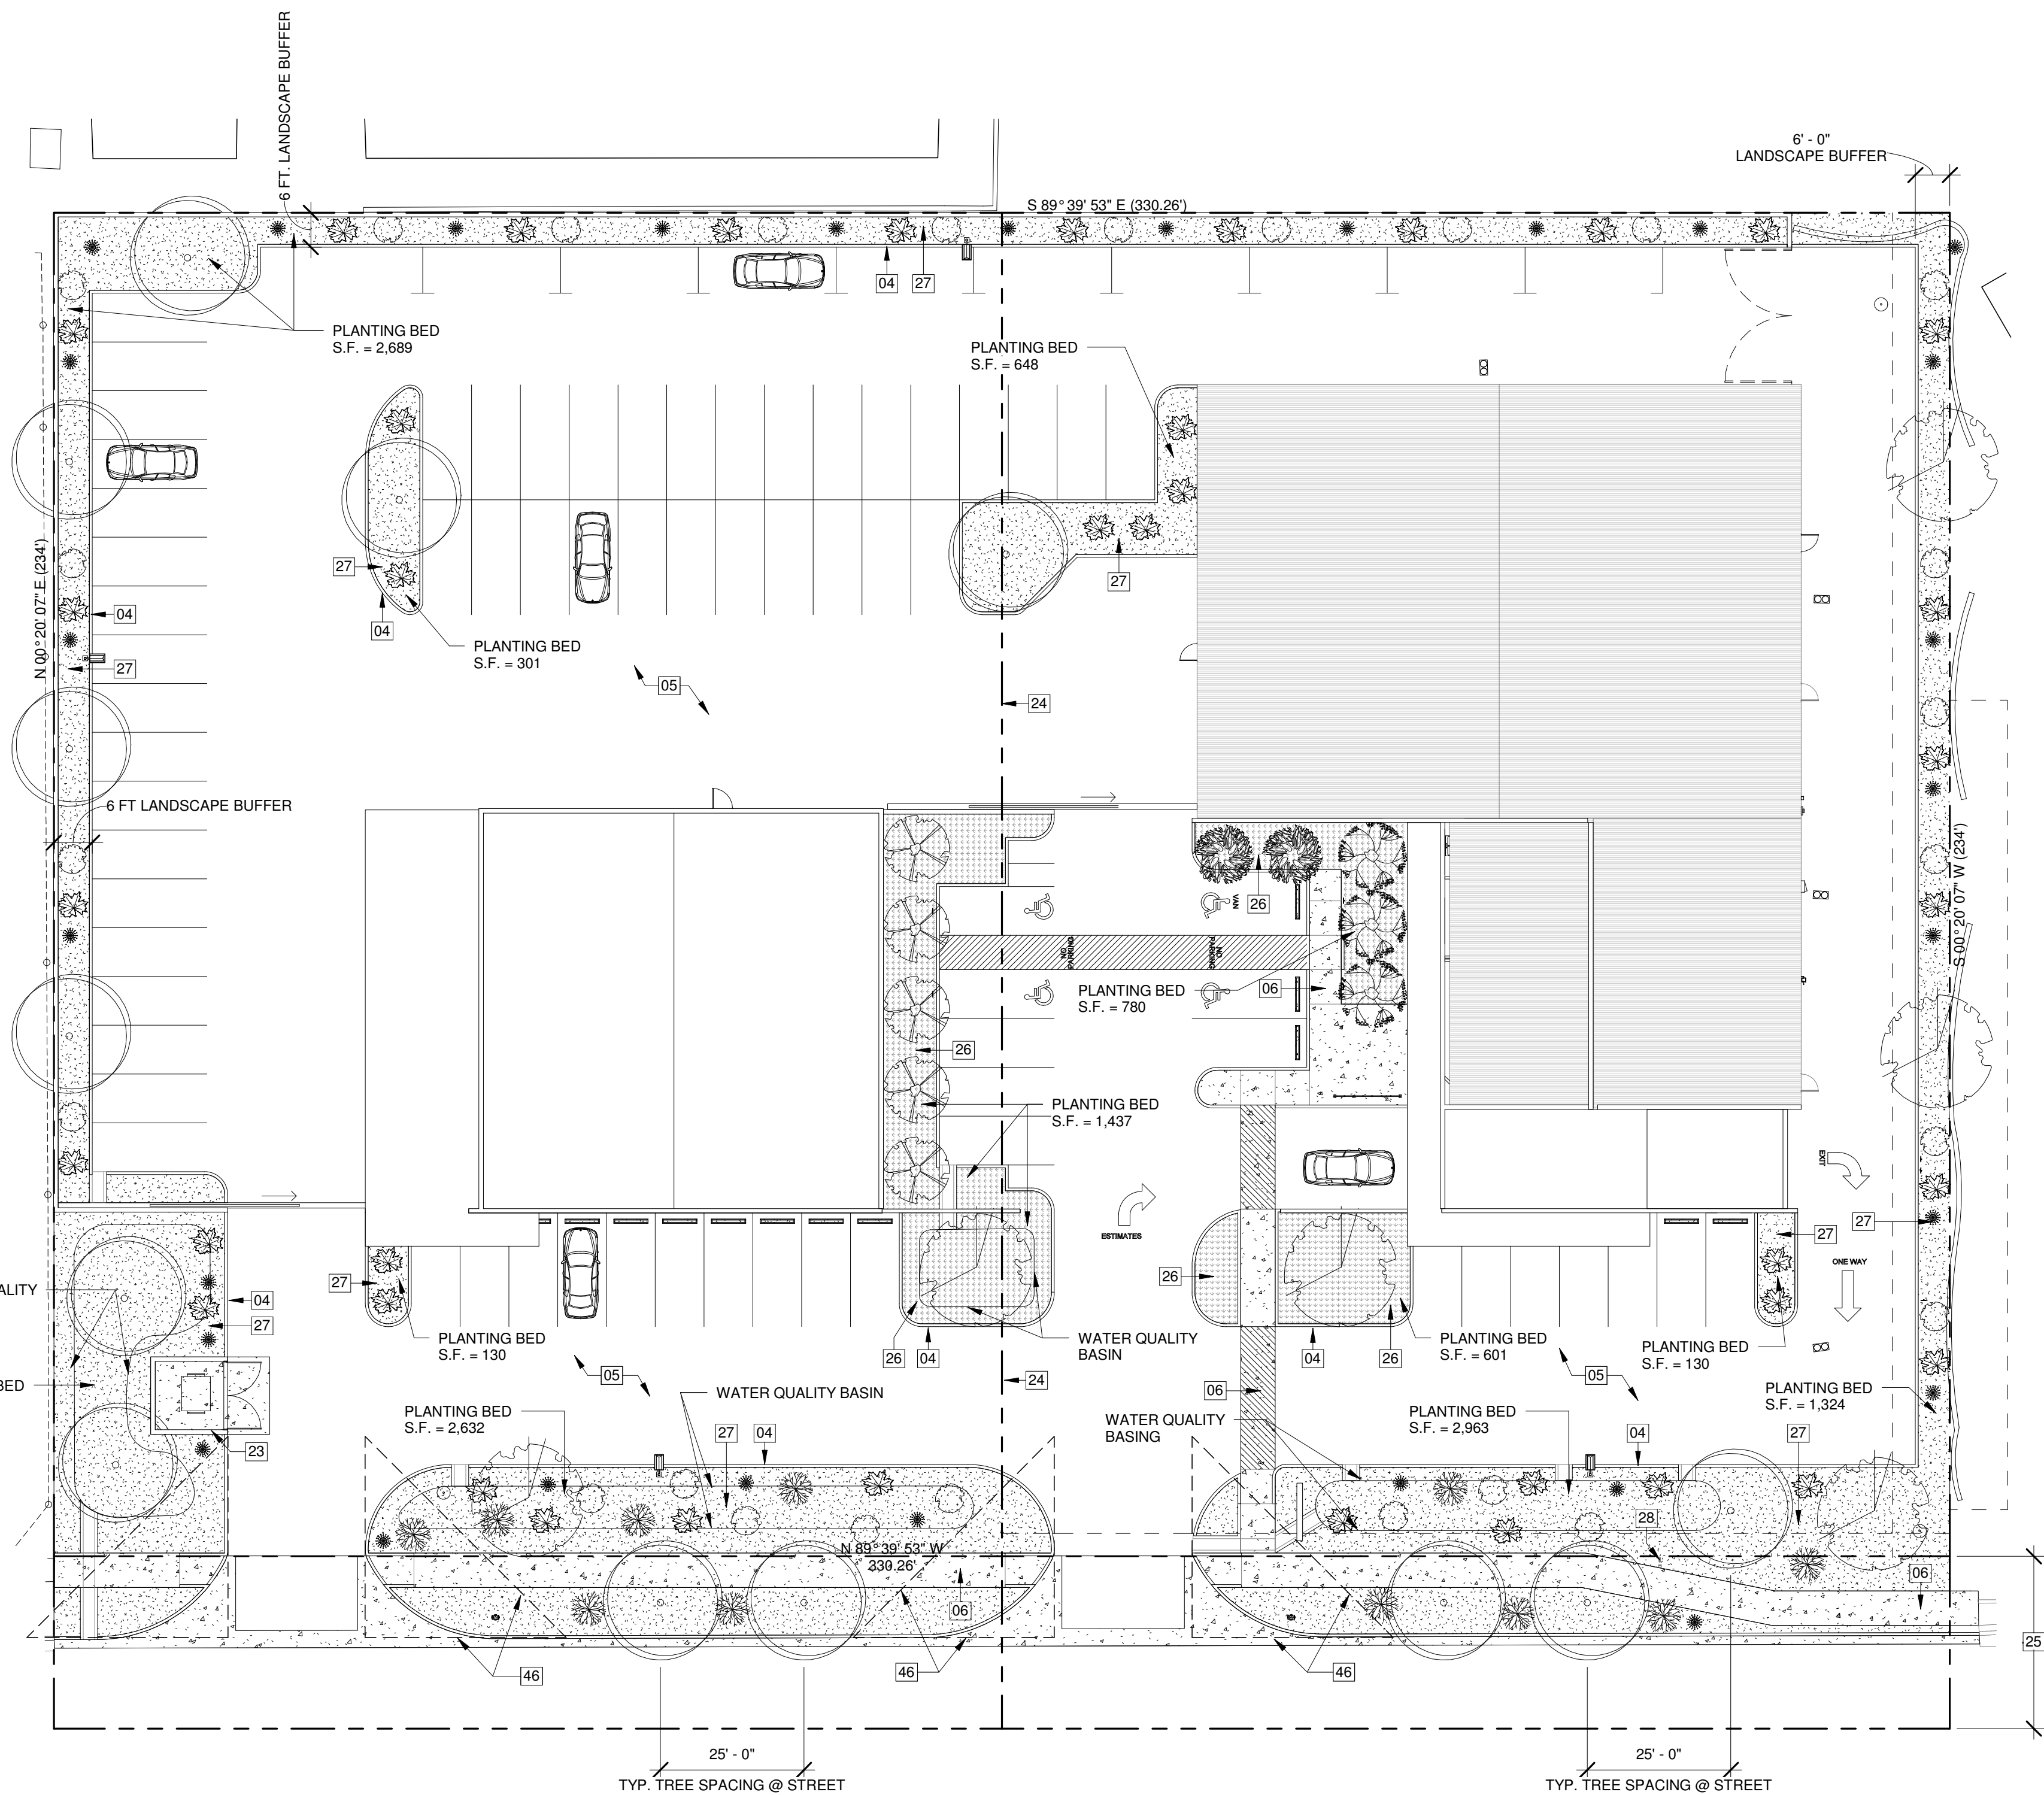 6 FT. LANDSCAPE BUFFER
6' - 0"
LANDSCAPE BUFFER
S 89° 39' 53" E (330.26')
04
27
PLANTING BED
S.F. = 2,689
PLANTING BED
S.F. = 648
N 00° 20' 07" E (234')
27
04
27
04
27
PLANTING BED
S.F. = 301
05
24
6 FT LANDSCAPE BUFFER
S 00° 20' 07" W (234')
VAN
26
NO
PARKING
NO
PARKING
PLANTING BED
S.F. = 780
06
26
PLANTING BED
S.F. = 1,437
EXIT
ESTIMATES
27
27
ONE WAY
26
27
ALITY
04
27
PLANTING BED
S.F. = 130
26
04
WATER QUALITY
BASIN
04
26
PLANTING BED
S.F. = 601
PLANTING BED
S.F. = 130
BED
05
24
05
06
WATER QUALITY BASIN
PLANTING BED
S.F. = 2,632
27
04
WATER QUALITY
BASING
PLANTING BED
S.F. = 2,963
04
27
PLANTING BED
S.F. = 1,324
23
28
N 89° 39' 53" W
330.26'
06
06
46
46
46
25
25' - 0"
TYP. TREE SPACING @ STREET
25' - 0"
TYP. TREE SPACING @ STREET